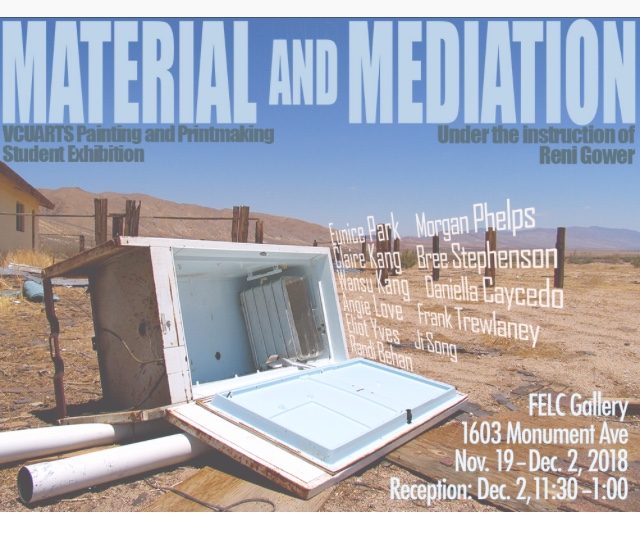 MATERIAL AND MEDIATION
VCUARTS Painting and Printmaking
Student Exhibition
Under the instruction of
Reni Gower
Eunice Park Morgan Phelps
Claire Kang Bree Stephenson
Wansu Kang Daniella Caycedo
Angie Love Frank Trewlaney
Eliot Yves Ji Song
Nandi Behan
FELC Gallery
1603 Monument Ave
Nov. 19 – Dec. 2, 2018
Reception: Dec. 2, 11:30 – 1:00